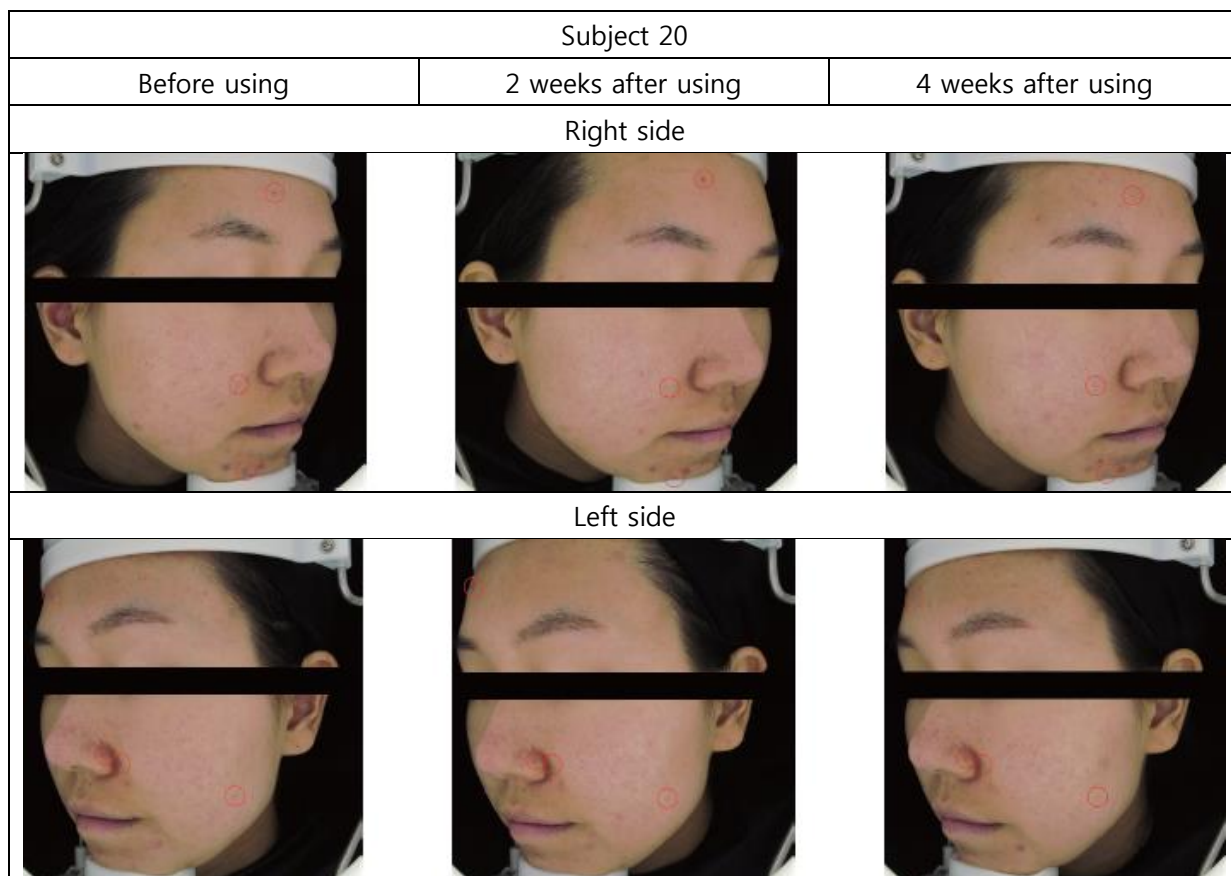 Subject 20
Before using
2 weeks after using
4 weeks after using
Right side
Left side